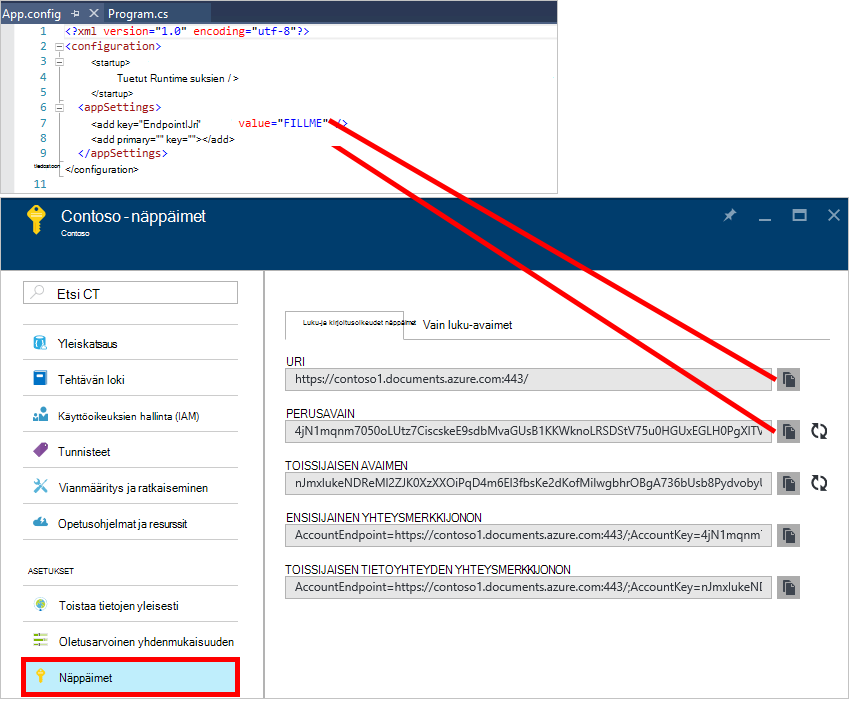 App.config Program.cs
1 <?xml version="1.0" encoding="utf-8"?>
2 <configuration>
3 <startup>
4 Tuetut Runtime suksien / >
5 </startup>
6 <appSettings>
7 <add key="EndpointUri" value="FILLME" />
8 <add primary="" key=""></add>
9 </appSettings>
tiedostoon </configuration>
11
Contoso - näppäimet
Contoso
Etsi CT
Yleiskatsaus
Tehtävän loki
Käyttöoikeuksien hallinta (IAM)
Tunnisteet
Vianmääritys ja ratkaiseminen
Opetusohjelmat ja resurssit
ASETUKSET
Toistaa tietojen yleisesti
Oletusarvoinen yhdenmukaisuuden
Näppäimet
Luku-ja kirjoitusoikeudet näppäimet Vain luku-avaimet
URI
https://contoso1.documents.azure.com:443/
PERUSAVAIN
4jN1mqnm7050oLUtz7CiscskeE9sdbMvaGUsB1KKWknoLRSDStV75u0HGUxEGLH0PgXlTV
TOISSIJAISEN AVAIMEN
nJmxlukeNDReMl2ZJK0XzXXOiPqD4m6El3fbsKe2dKofMilwgbhrOBgA736bUsb8Pydvobyl
ENSISIJAINEN YHTEYSMERKKIJONON
AccountEndpoint=https://contoso1.documents.azure.com:443/;AccountKey=4jN1mqnm
TOISSIJAISEN TIETOYHTEYDEN YHTEYSMERKKIJONON
AccountEndpoint=https://contoso1.documents.azure.com:443/;AccountKey=nJmxlukeN